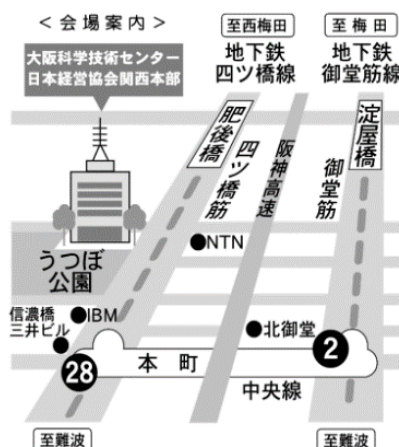 ＜会場案内＞
大阪科学技術センター
日本経営協会関西本部
至西梅田
地下鉄
四ツ橋線
至梅田
地下鉄
御堂筋線
肥後橋
四ツ橋筋
阪神高速
御堂筋
淀屋橋
●NTN
うつぼ
公園
信濃橋
三井ビル
●IBM
●北御堂
28
本町
2
中央線
至難波
至難波